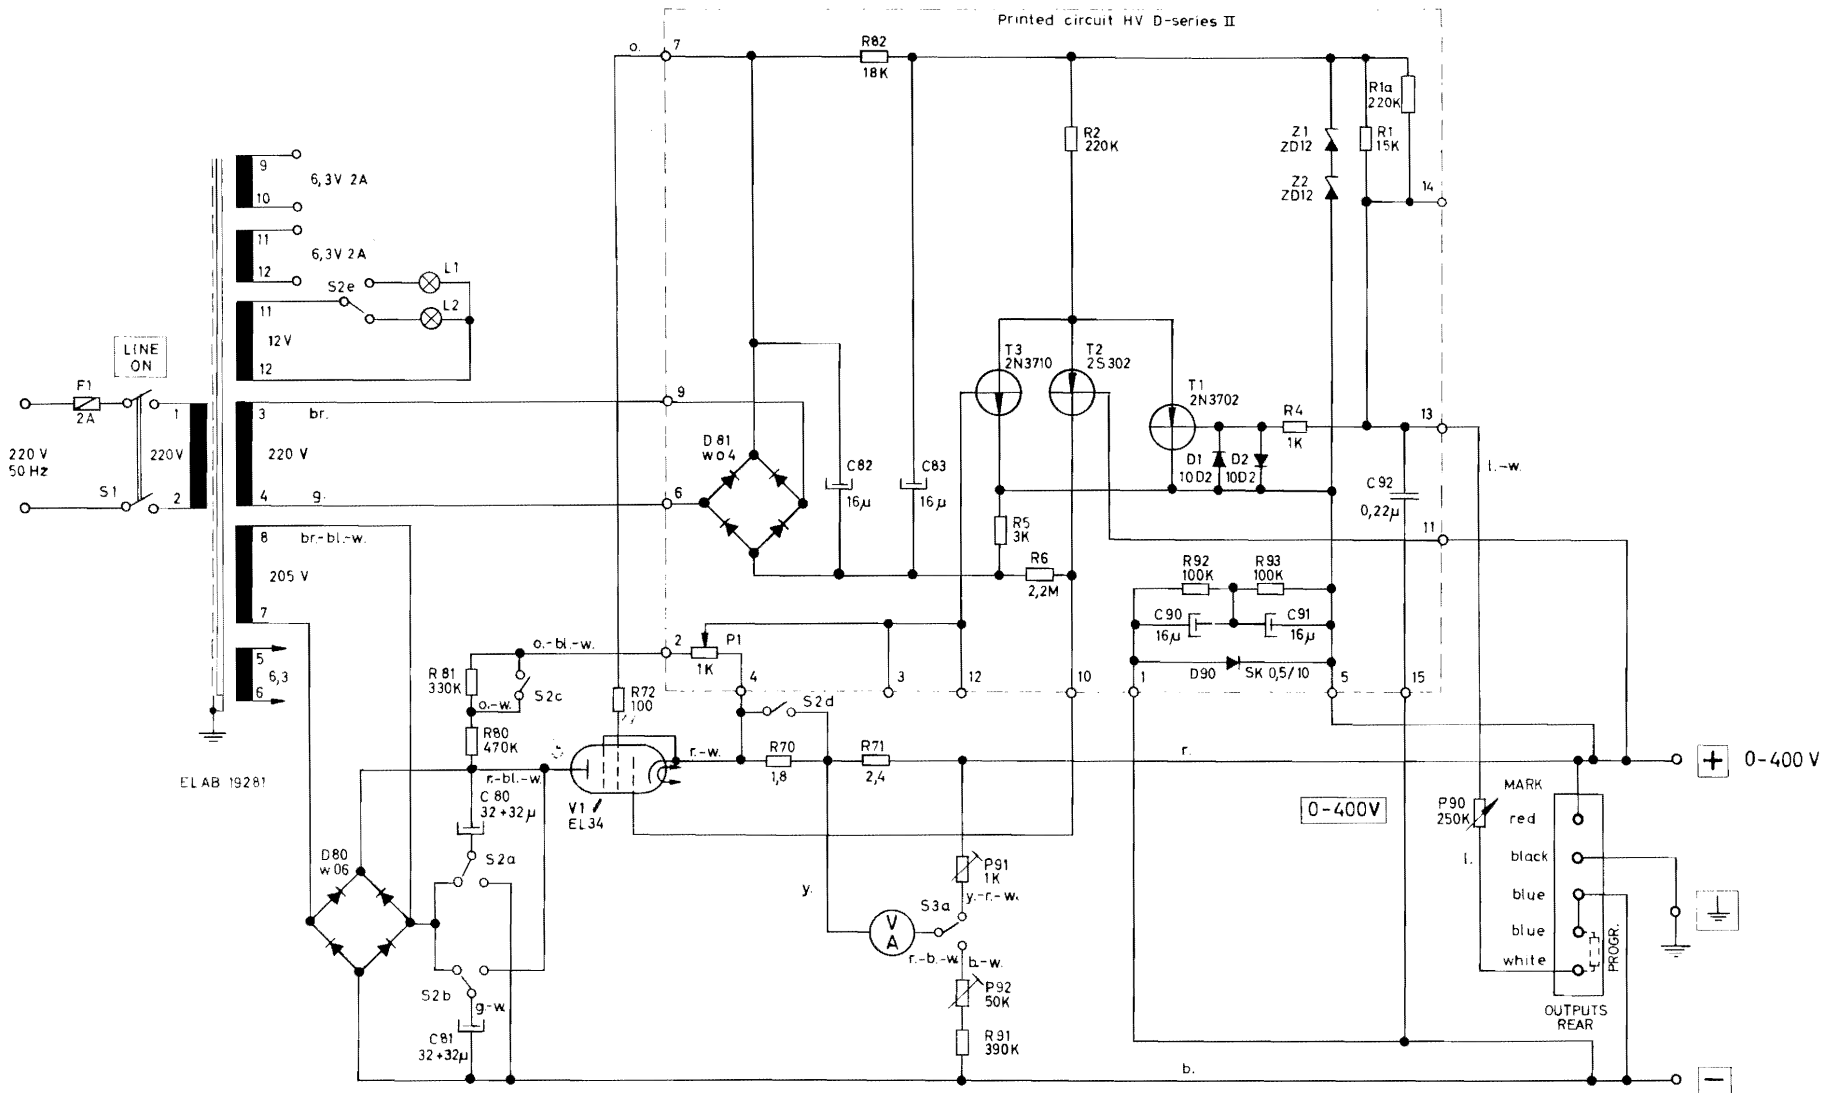 Printed circuit HV D-series II
o.
7
R82
18K
R1a
220K
R2
220K
Z1
ZD12
R1
15K
Z2
ZD12
14
9
6,3V 2A
10
11
6,3V 2A
12
S2e
L1
L2
11
12V
12
LINE
ON
F1
2A
1
220V
2
220 V
50 Hz
S1
3
br.
220 V
4
g.
9
6
T3
2N3710
T2
2S302
T1
2N3702
R4
1K
13
D81
w04
C82
16µ
C83
16µ
D1
10D2
D2
10D2
C92
0,22µ
l.-w.
11
R5
3K
R6
2,2M
R92
100K
R93
100K
C90
16µ
C91
16µ
D90
SK 0,5/10
8
br.-bl.-w.
205 V
7
5
6,3
6
o.-bl.-w.
2
P1
1K
4
3
12
10
1
5
15
R81
330K
S2c
o.-w.
R80
470K
R72
100
S2d
r.-w.
R70
1,8
R71
2,4
r.
+
0-400 V
ELAB 19281
r.-bl.-w.
C80
32+32µ
V1
EL34
0-400V
P90
250K
MARK
red
black
blue
blue
white
PROGR.
OUTPUTS
REAR
l.
D80
w06
S2a
y.
P91
1K
y.-r.-w.
S3a
V
A
r.-b.-w.
b.-w.
P92
50K
R91
390K
S2b
g.-w.
C81
32+32µ
b.
−